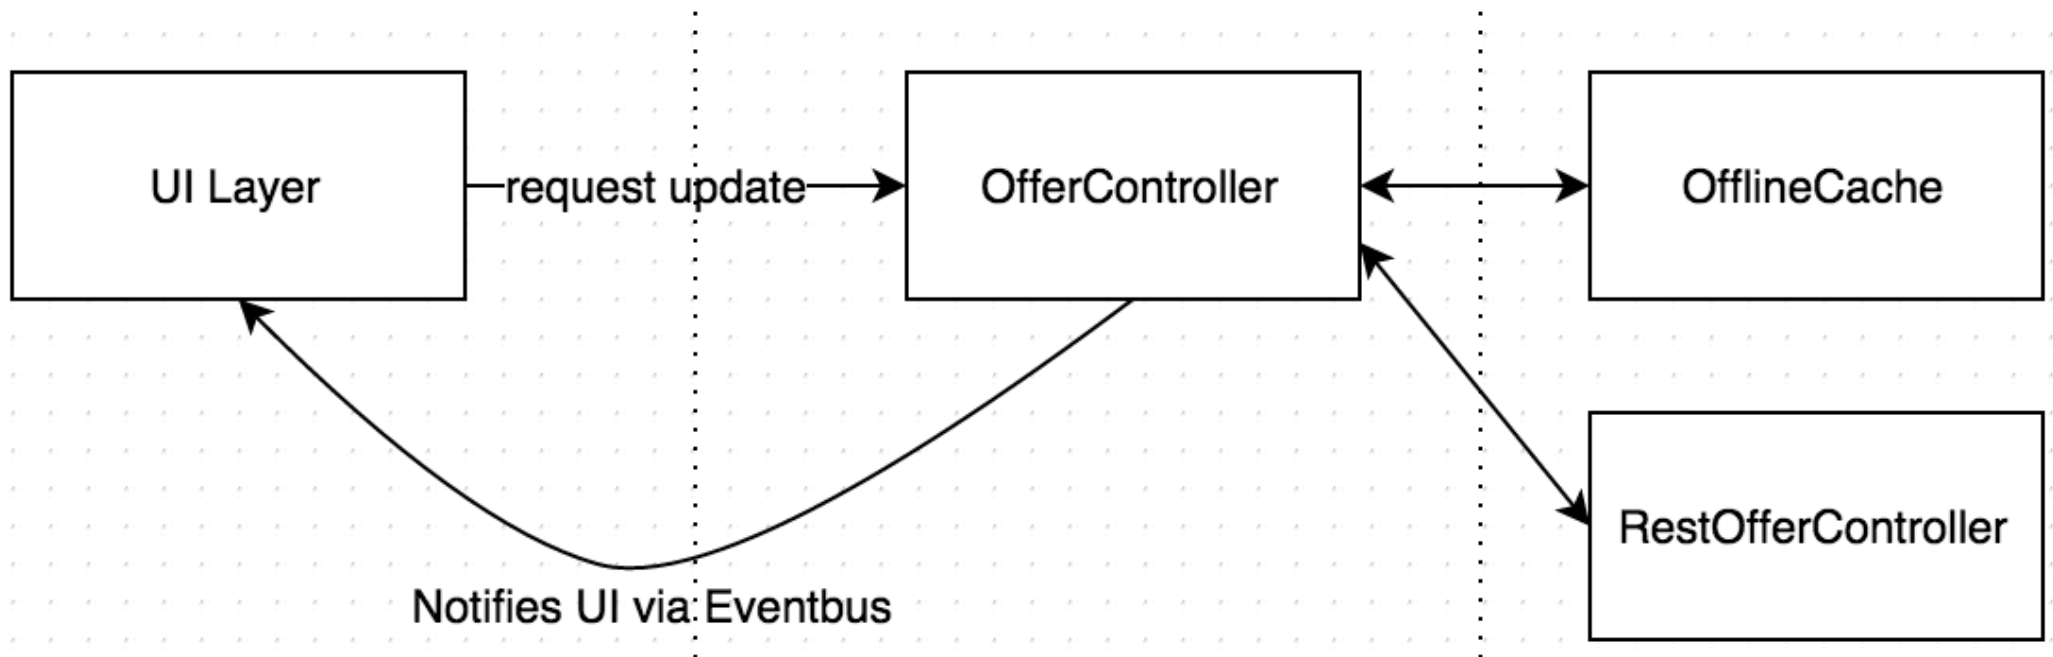 UI Layer
request update
OfferController
OfflineCache
RestOfferController
Notifies UI via Eventbus